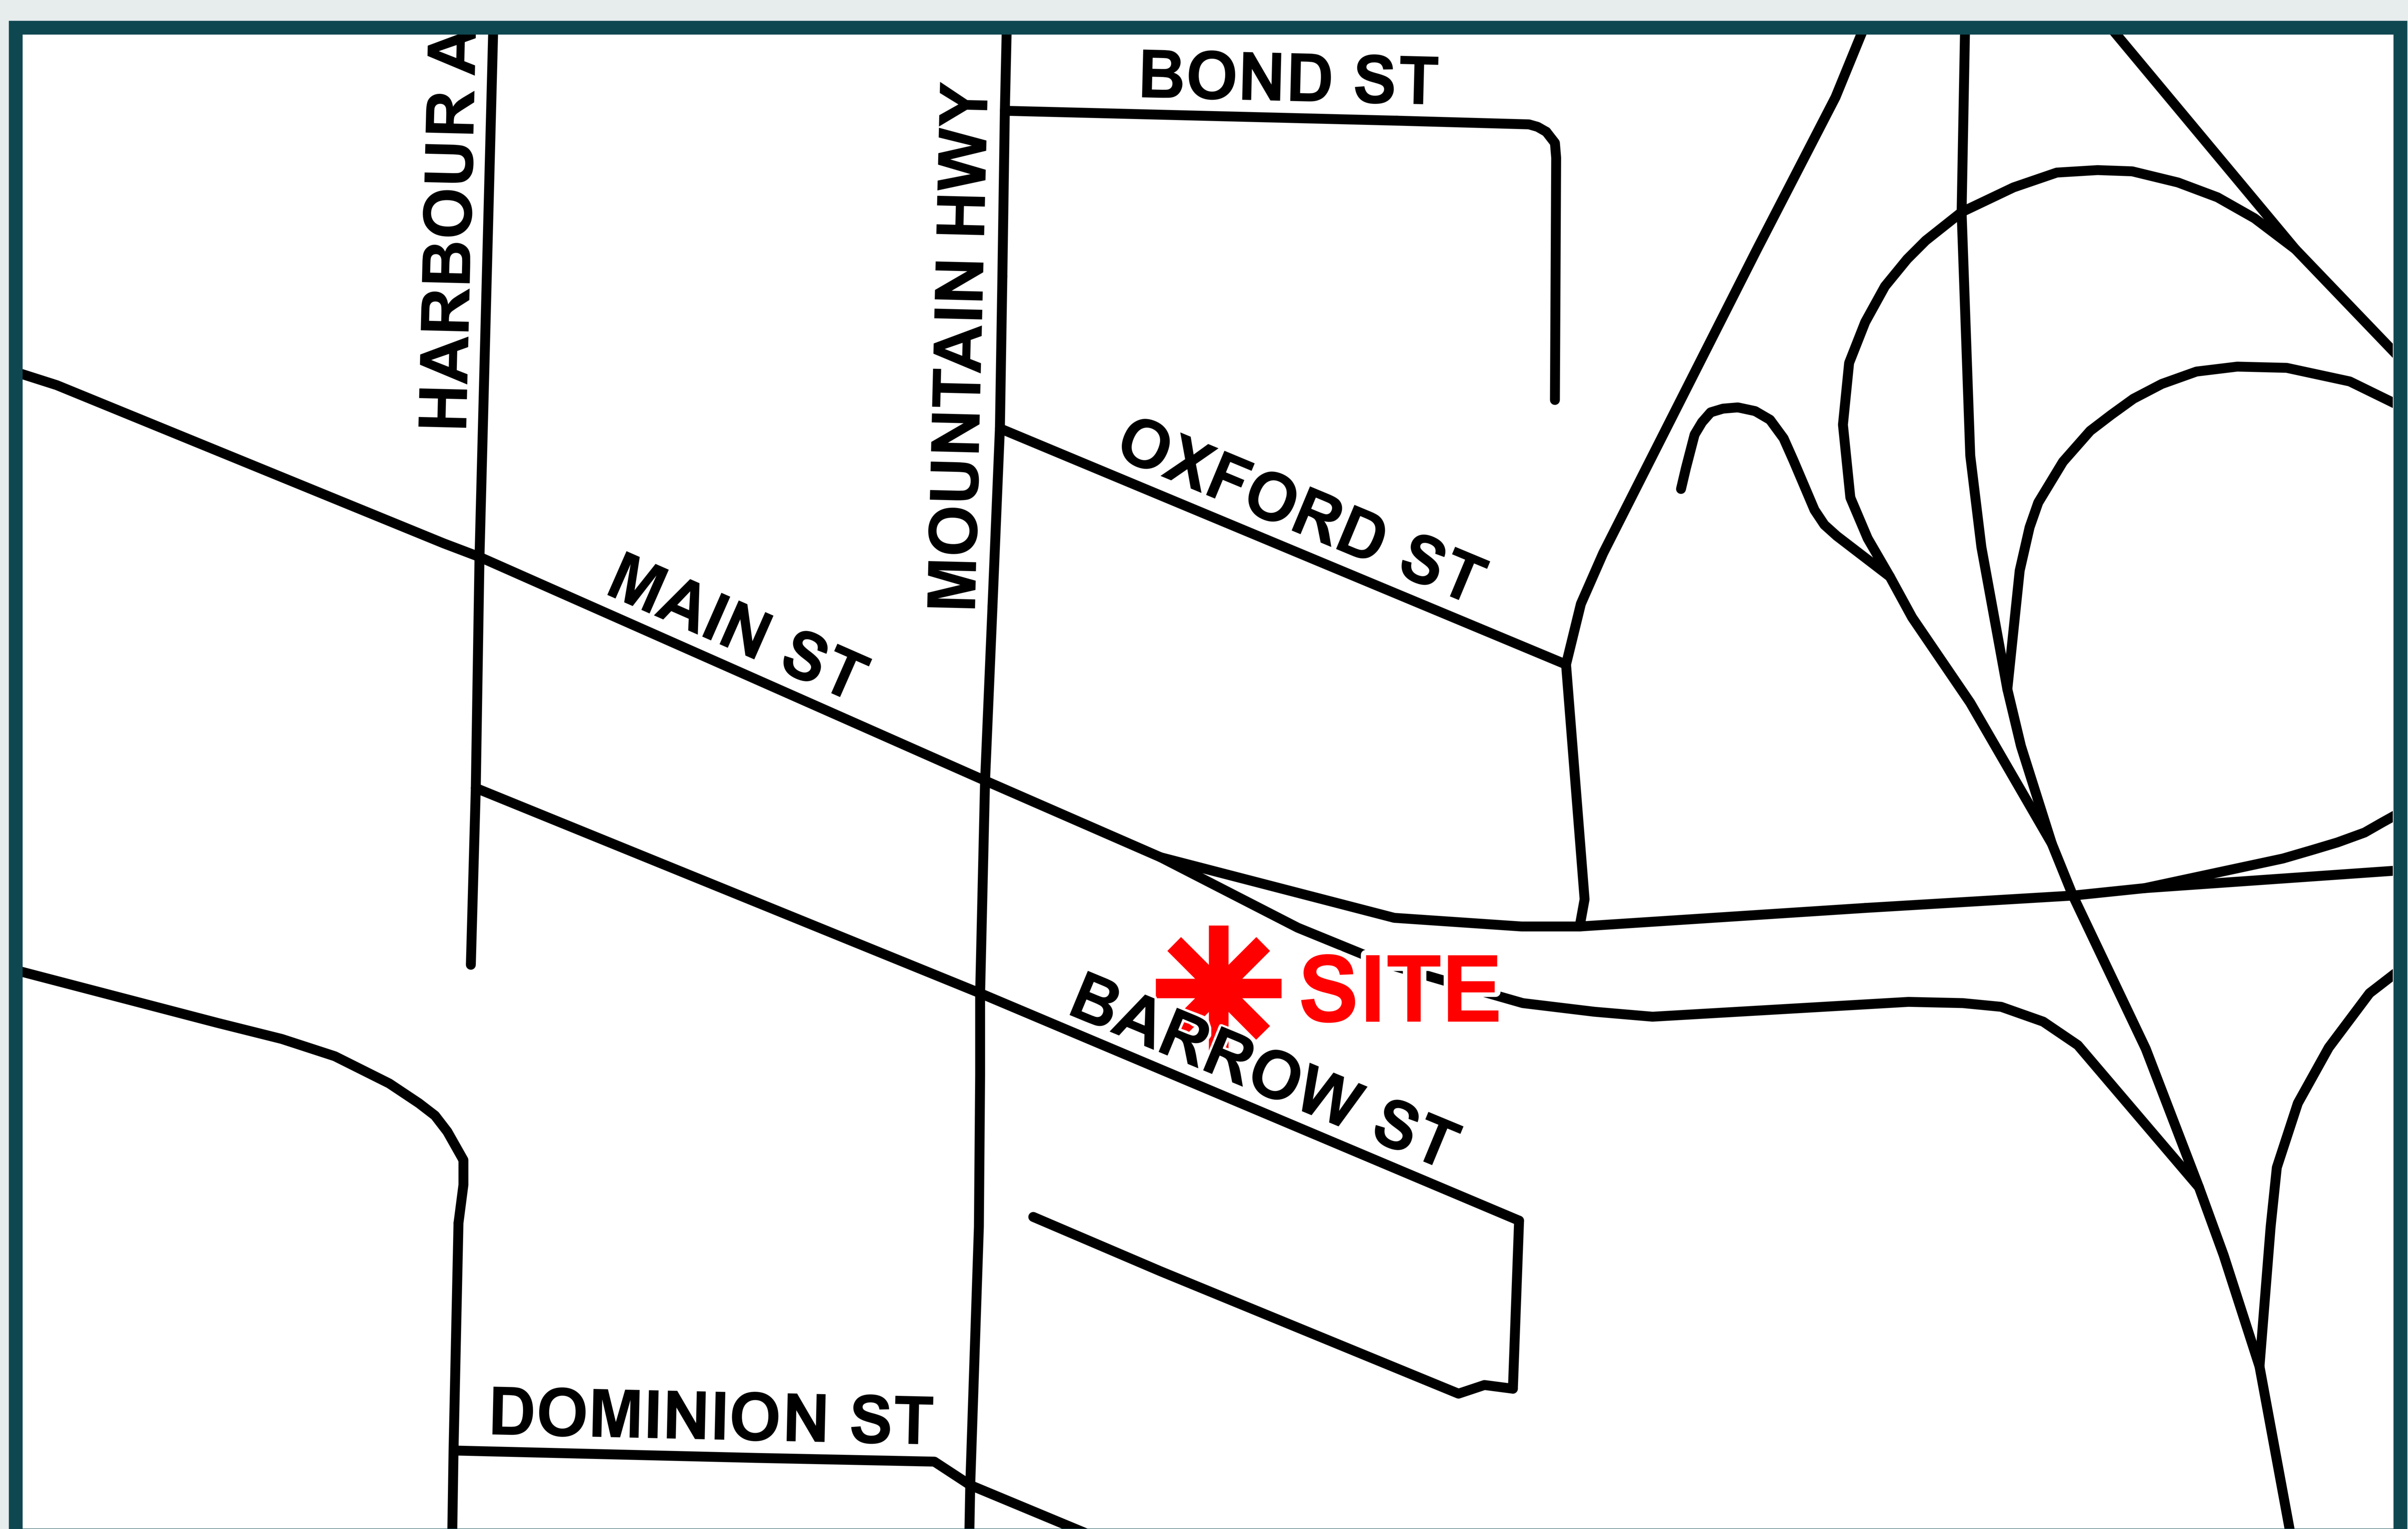 HARBOUR A
MOUNTAIN HWY
BOND ST
OXFORD ST
MAIN ST
SITE
BARROW ST
DOMINION ST